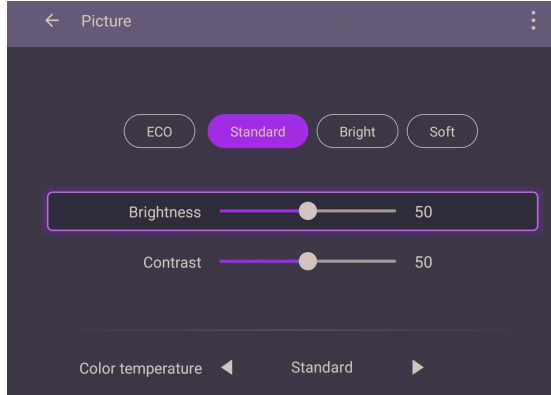 Picture
ECO Standard Bright Soft
Brightness 50
Contrast 50
Color temperature Standard